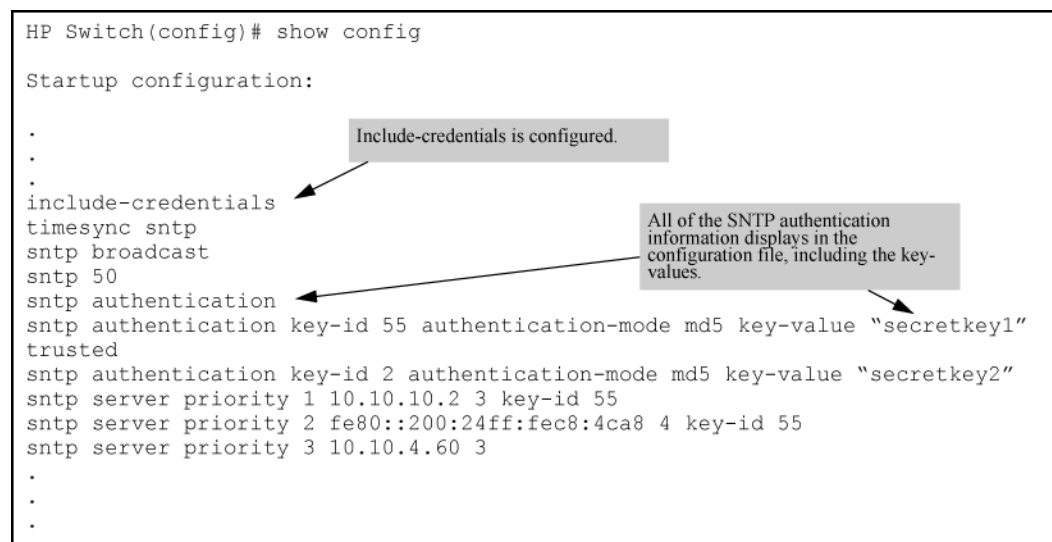 HP Switch(config)# show config
Startup configuration:
.
.
.
Include-credentials is configured.
include-credentials
timesync sntp
sntp broadcast
sntp 50
sntp authentication
All of the SNTP authentication
information displays in the
configuration file, including the key-
values.
sntp authentication key-id 55 authentication-mode md5 key-value “secretkey1”
trusted
sntp authentication key-id 2 authentication-mode md5 key-value “secretkey2”
sntp server priority 1 10.10.10.2 3 key-id 55
sntp server priority 2 fe80::200:24ff:fec8:4ca8 4 key-id 55
sntp server priority 3 10.10.4.60 3
.
.
.